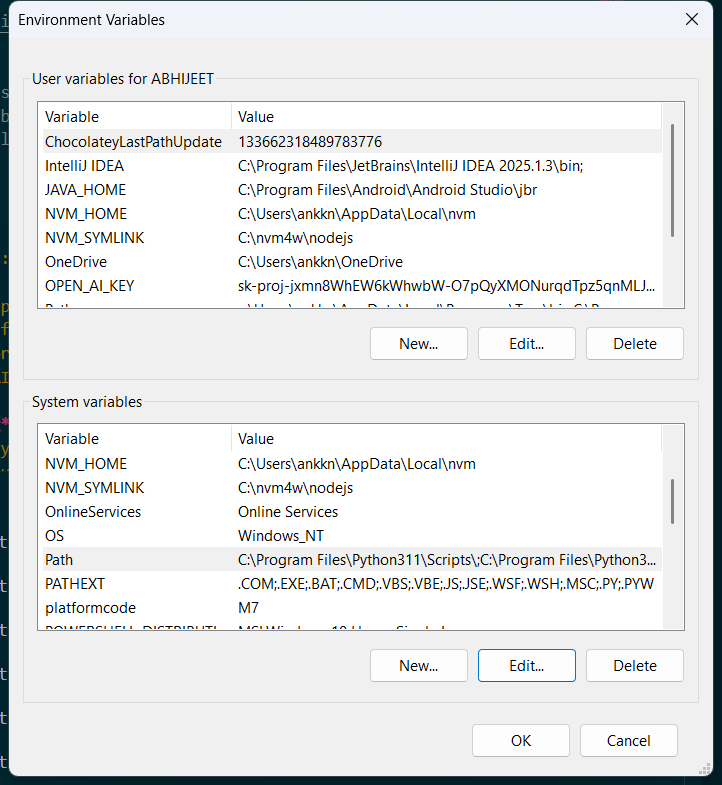 Environment Variables
User variables for ABHIJEET
Variable Value
ChocolateyLastPathUpdate 133662318489783776
IntelliJ IDEA C:\Program Files\JetBrains\IntelliJ IDEA 2025.1.3\bin;
JAVA_HOME C:\Program Files\Android\Android Studio\jbr
NVM_HOME C:\Users\ankkn\AppData\Local\nvm
NVM_SYMLINK C:\nvm4w\nodejs
OneDrive C:\Users\ankkn\OneDrive
OPEN_AI_KEY sk-proj-jxmn8WhEW6kWhwbW-O7pQyXMONurqdTpz5qnMLJ...
New... Edit... Delete
System variables
Variable Value
NVM_HOME C:\Users\ankkn\AppData\Local\nvm
NVM_SYMLINK C:\nvm4w\nodejs
OnlineServices Online Services
OS Windows_NT
Path C:\Program Files\Python311\Scripts\;C:\Program Files\Python3...
PATHEXT .COM;.EXE;.BAT;.CMD;.VBS;.VBE;.JS;.JSE;.WSF;.WSH;.MSC;.PY;.PYW
platformcode M7
New... Edit... Delete
OK Cancel